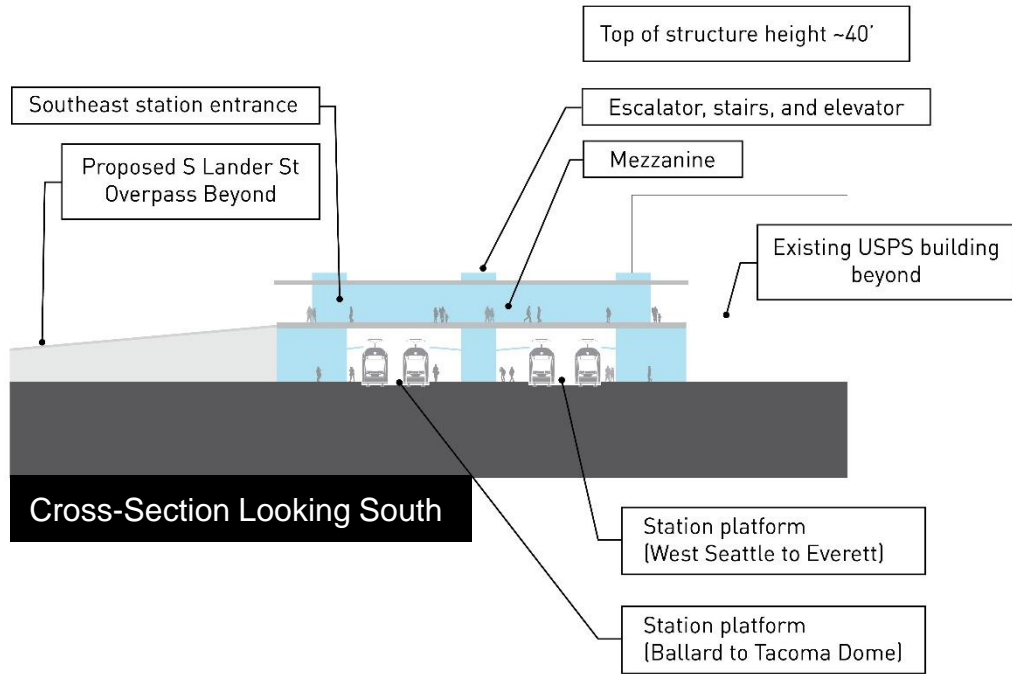 Top of structure height ~40’
Southeast station entrance
Escalator, stairs, and elevator
Proposed S Lander St
Overpass Beyond
Mezzanine
Existing USPS building
beyond
Cross-Section Looking South
Station platform
(West Seattle to Everett)
Station platform
(Ballard to Tacoma Dome)